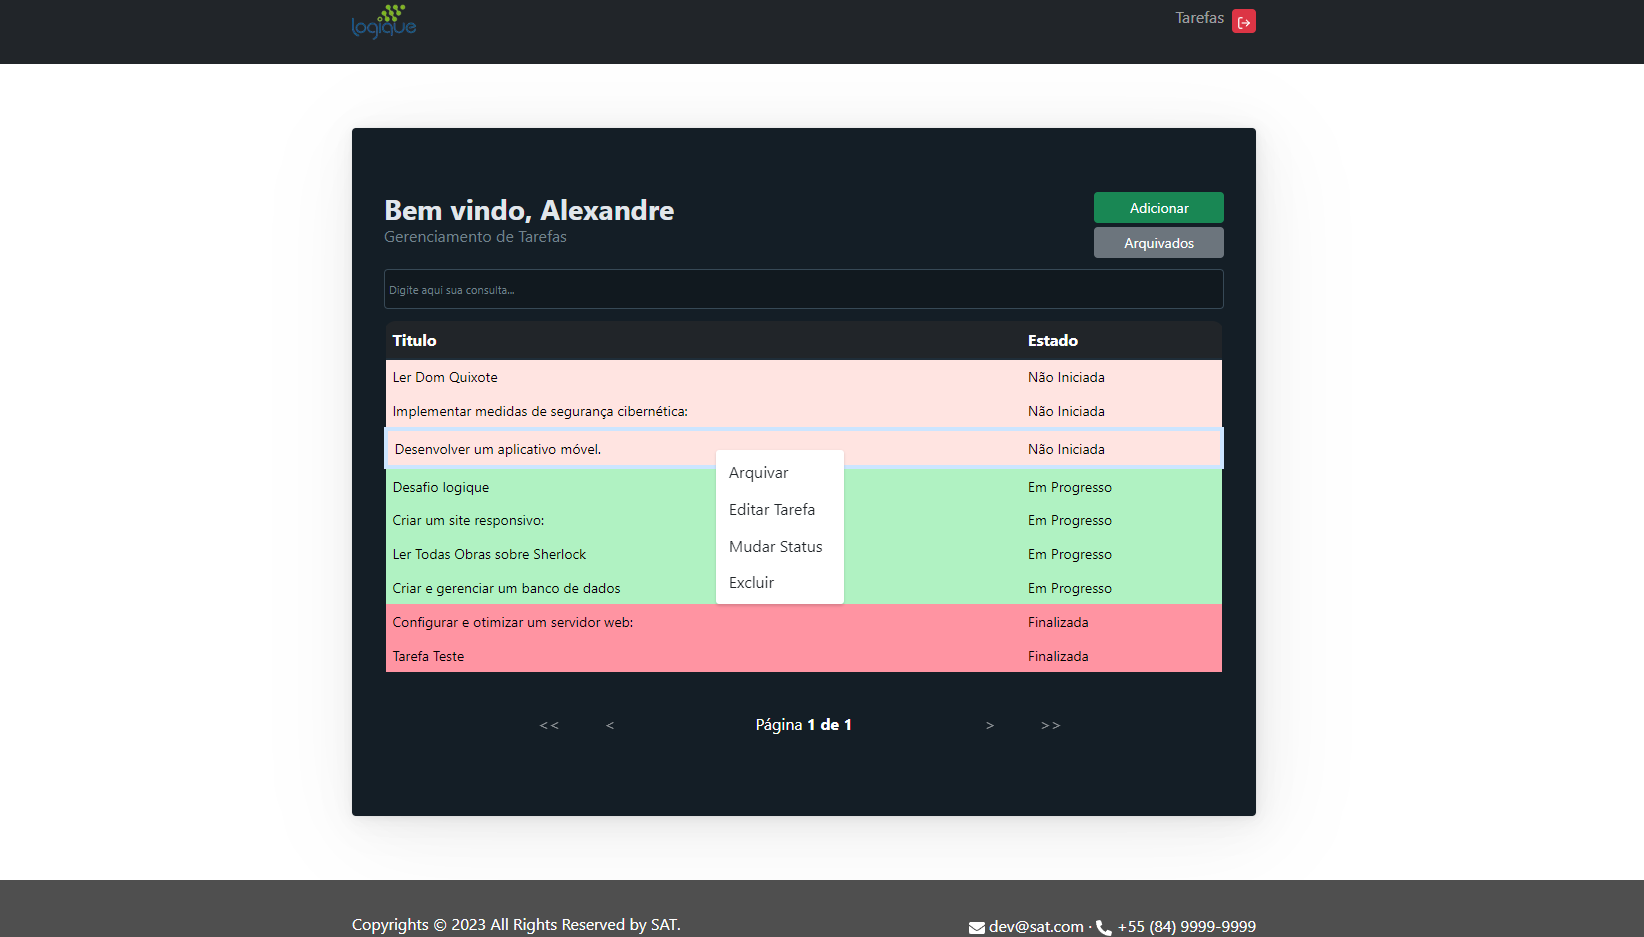 logique
Tarefas
Bem vindo, Alexandre
Gerenciamento de Tarefas
Adicionar
Arquivados
Digite aqui sua consulta...
Titulo Estado
Ler Dom Quixote Não Iniciada
Implementar medidas de segurança cibernética: Não Iniciada
Desenvolver um aplicativo móvel. Não Iniciada
Arquivar
Editar Tarefa
Mudar Status
Excluir
Desafio logique Em Progresso
Criar um site responsivo: Em Progresso
Ler Todas Obras sobre Sherlock Em Progresso
Criar e gerenciar um banco de dados Em Progresso
Configurar e otimizar um servidor web: Finalizada
Tarefa Teste Finalizada
<< < Página 1 de 1 > >>
Copyrights © 2023 All Rights Reserved by SAT.
dev@sat.com · +55 (84) 9999-9999